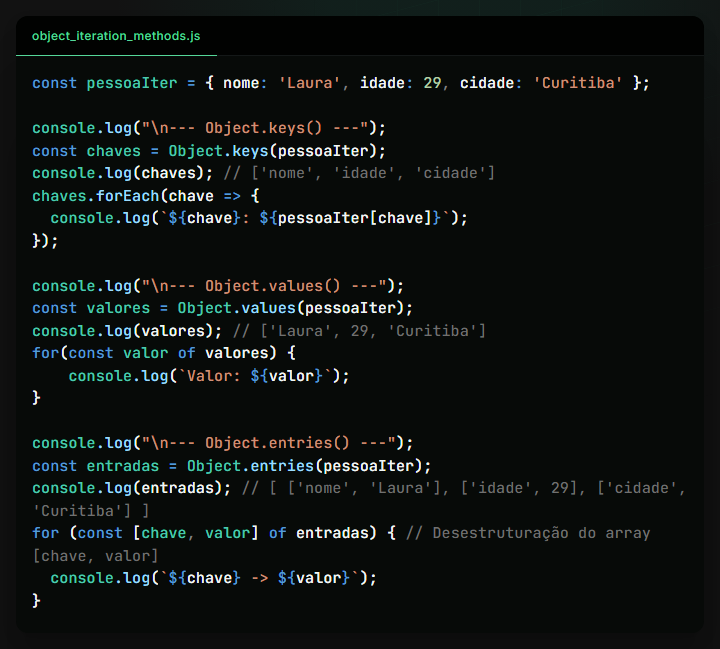 object_iteration_methods.js
const pessoaIter = { nome: 'Laura', idade: 29, cidade: 'Curitiba' };
console.log("\n--- Object.keys() ---");
const chaves = Object.keys(pessoaIter);
console.log(chaves); // ['nome', 'idade', 'cidade']
chaves.forEach(chave => {
  console.log(`${chave}: ${pessoaIter[chave]}`);
});
console.log("\n--- Object.values() ---");
const valores = Object.values(pessoaIter);
console.log(valores); // ['Laura', 29, 'Curitiba']
for(const valor of valores) {
    console.log(`Valor: ${valor}`);
}
console.log("\n--- Object.entries() ---");
const entradas = Object.entries(pessoaIter);
console.log(entradas); // [ ['nome', 'Laura'], ['idade', 29], ['cidade',
'Curitiba'] ]
for (const [chave, valor] of entradas) { // Desestruturação do array
[chave, valor]
  console.log(`${chave} -> ${valor}`);
}